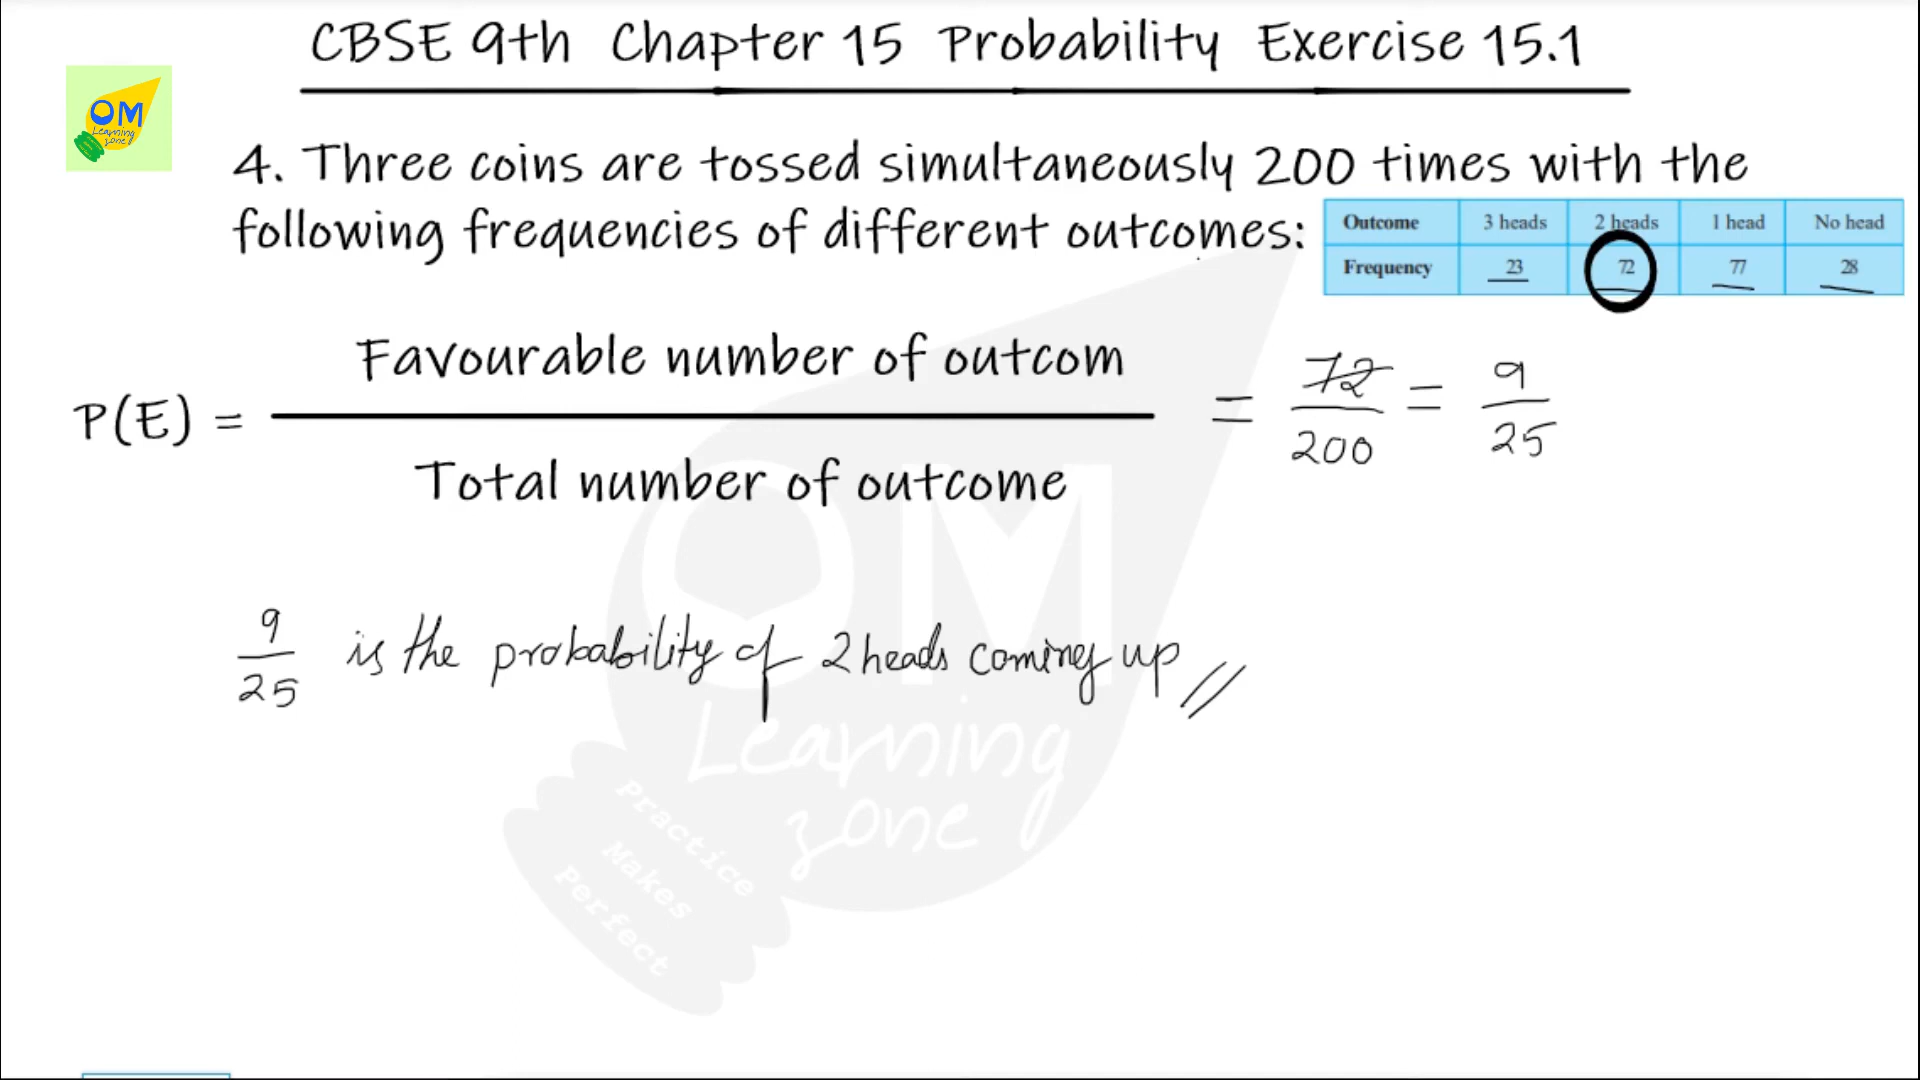 CBSE 9th Chapter 15 Probability Exercise 15.1
OM
Learning
zone
4. Three coins are tossed simultaneously 200 times with the
following frequencies of different outcomes:
Outcome 3 heads 2 heads 1 head No head
Frequency 23 72 77 28
P(E) =
Favourable number of outcom
Total number of outcome
= 72/200 = 9/25
9/25 is the probability of 2 heads coming up //
OM
Learning
zone
Practice
Makes
Perfect